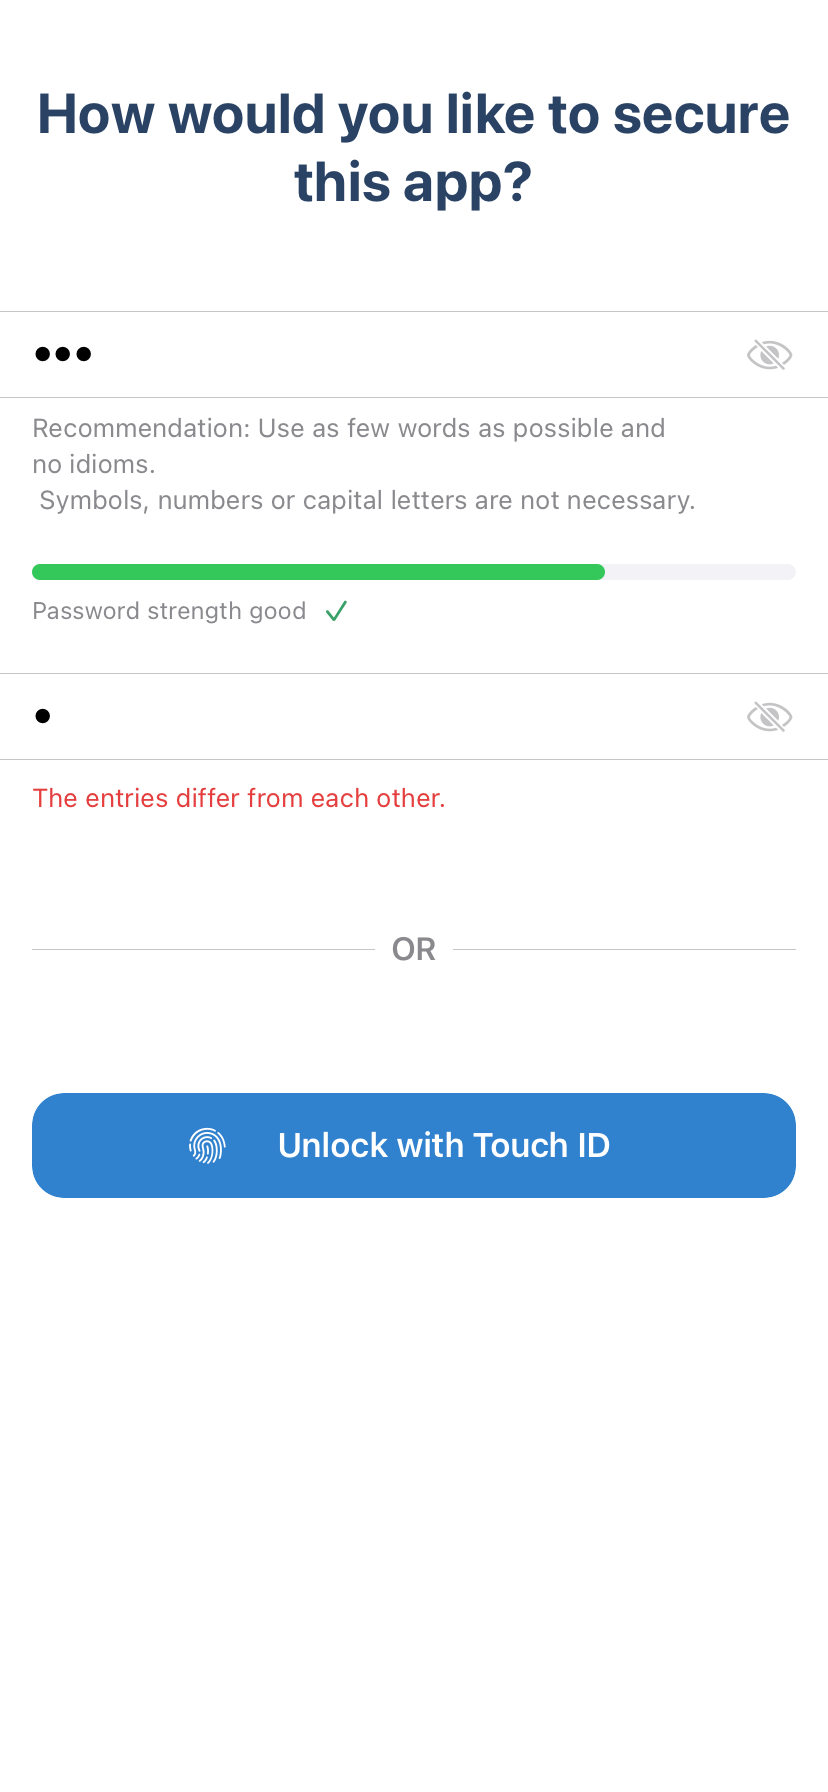 How would you like to secure
this app?
•••
Recommendation: Use as few words as possible and
no idioms.
Symbols, numbers or capital letters are not necessary.
Password strength good
•
The entries differ from each other.
OR
Unlock with Touch ID